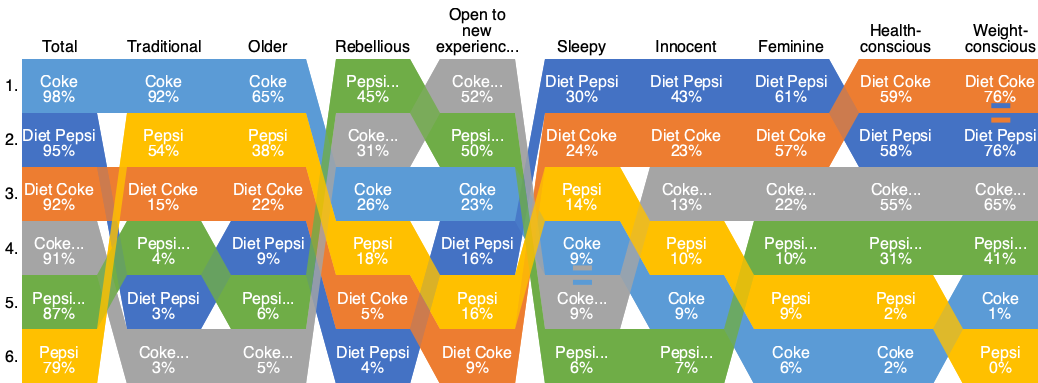 Total Traditional Older Rebellious Open to new experienc... Sleepy Innocent Feminine Health-conscious Weight-conscious
1. Coke 98% Coke 92% Coke 65% Pepsi... 45% Coke... 52% Diet Pepsi 30% Diet Pepsi 43% Diet Pepsi 61% Diet Coke 59% Diet Coke 76%
2. Diet Pepsi 95% Pepsi 54% Pepsi 38% Coke... 31% Pepsi... 50% Diet Coke 24% Diet Coke 23% Diet Coke 57% Diet Pepsi 58% Diet Pepsi 76%
3. Diet Coke 92% Diet Coke 15% Diet Coke 22% Coke 26% Coke 23% Pepsi 14% Coke... 13% Coke... 22% Coke... 55% Coke... 65%
4. Coke... 91% Pepsi... 4% Diet Pepsi 9% Pepsi 18% Diet Pepsi 16% Coke 9% Pepsi 10% Pepsi... 10% Pepsi... 31% Pepsi... 41%
5. Pepsi... 87% Diet Pepsi 3% Pepsi... 6% Diet Coke 5% Pepsi 16% Coke... 9% Coke 9% Pepsi 9% Pepsi 2% Coke 1%
6. Pepsi 79% Coke... 3% Coke... 5% Diet Pepsi 4% Diet Coke 9% Pepsi... 6% Pepsi... 7% Coke 6% Coke 2% Pepsi 0%